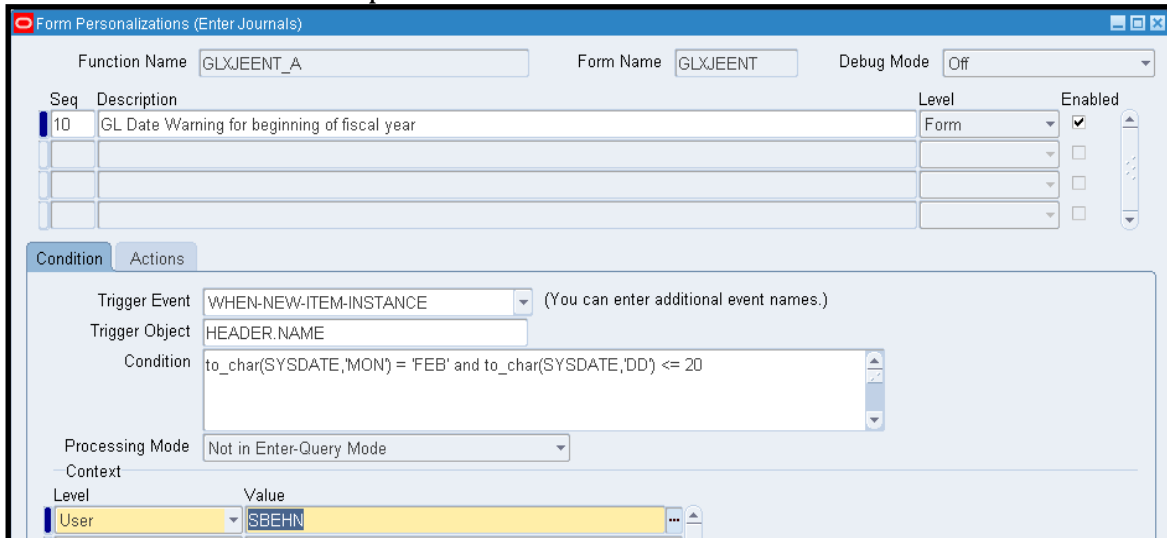 Form Personalizations (Enter Journals)
Function Name GLXJEENT_A Form Name GLXJEENT Debug Mode Off
Seq Description Level Enabled
10 GL Date Warning for beginning of fiscal year Form
Condition Actions
Trigger Event WHEN-NEW-ITEM-INSTANCE (You can enter additional event names.)
Trigger Object HEADER.NAME
Condition to_char(SYSDATE,'MON') = 'FEB' and to_char(SYSDATE,'DD') <= 20
Processing Mode Not in Enter-Query Mode
Context
Level Value
User SBEHN ...